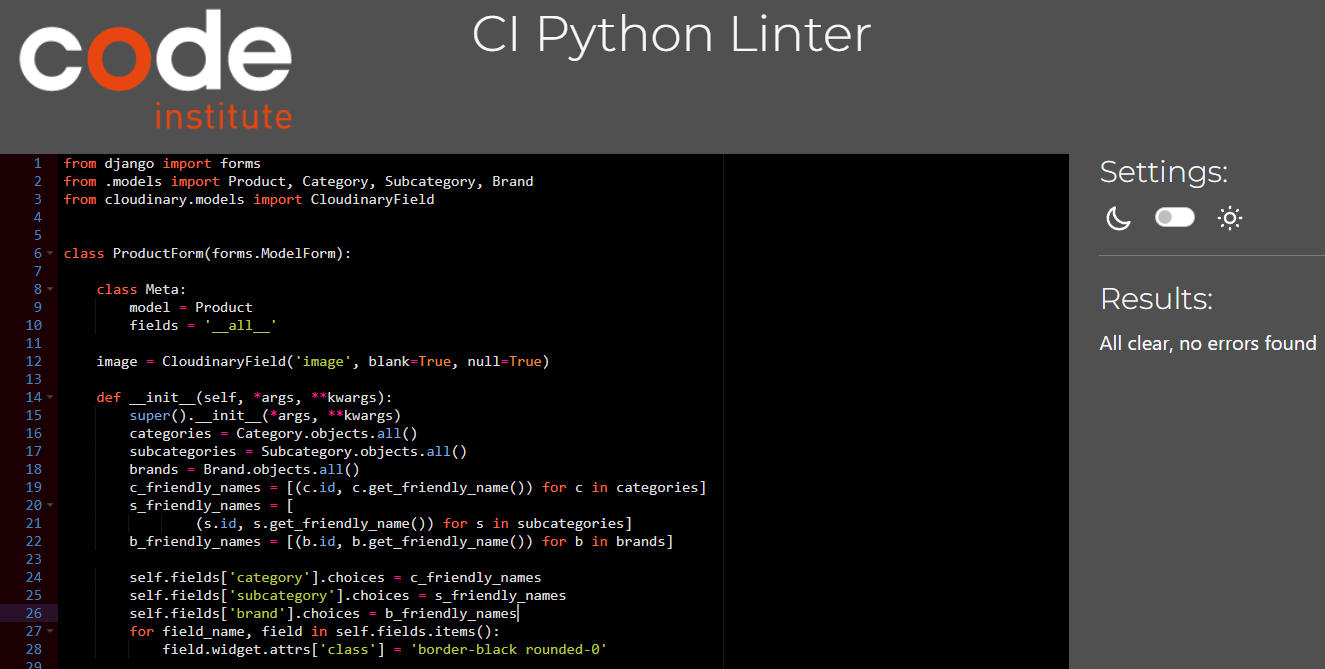 code
institute
CI Python Linter
1 from django import forms
2 from .models import Product, Category, Subcategory, Brand
3 from cloudinary.models import CloudinaryField
4
5
6 class ProductForm(forms.ModelForm):
7
8     class Meta:
9         model = Product
10         fields = '__all__'
11
12     image = CloudinaryField('image', blank=True, null=True)
13
14     def __init__(self, *args, **kwargs):
15         super().__init__(*args, **kwargs)
16         categories = Category.objects.all()
17         subcategories = Subcategory.objects.all()
18         brands = Brand.objects.all()
19         c_friendly_names = [(c.id, c.get_friendly_name()) for c in categories]
20         s_friendly_names = [
21                 (s.id, s.get_friendly_name()) for s in subcategories]
22         b_friendly_names = [(b.id, b.get_friendly_name()) for b in brands]
23
24         self.fields['category'].choices = c_friendly_names
25         self.fields['subcategory'].choices = s_friendly_names
26         self.fields['brand'].choices = b_friendly_names
27         for field_name, field in self.fields.items():
28             field.widget.attrs['class'] = 'border-black rounded-0'
29
Settings:
Results:
All clear, no errors found